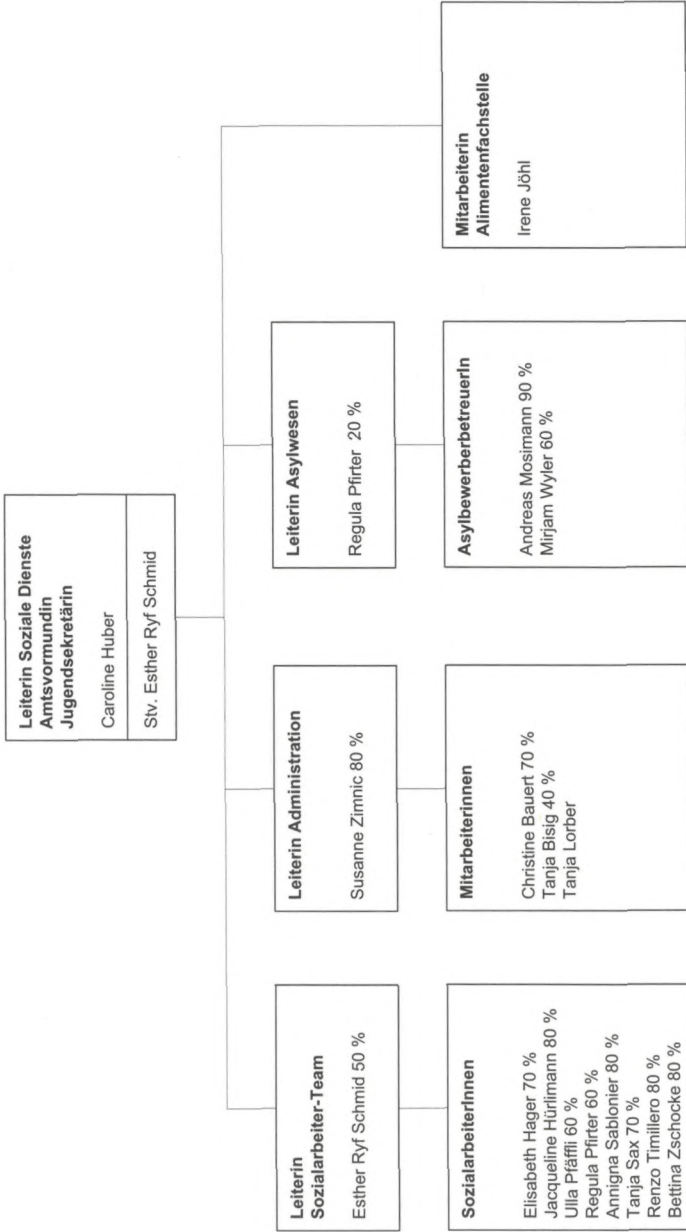 Leiterin Soziale Dienste
Amtsvormundin
Jugendsekretärin
Caroline Huber
Stv. Esther Ryf Schmid
Leiterin
Sozialarbeiter-Team
Esther Ryf Schmid 50 %
Leiterin Administration
Susanne Zimnic 80 %
Leiterin Asylwesen
Regula Pfirter 20 %
SozialarbeiterInnen
Elisabeth Hager 70 %
Jacqueline Hürlimann 80 %
Ulla Pfäffli 60 %
Regula Pfirter 60 %
Annigna Sablonier 80 %
Tanja Sax 70 %
Renzo Timillero 80 %
Bettina Zschocke 80 %
Mitarbeiterinnen
Christine Bauert 70 %
Tanja Bisig 40 %
Tanja Lorber
AsylbewerberbetreuerIn
Andreas Mosimann 90 %
Mirjam Wyler 60 %
Mitarbeiterin
Alimentenfachstelle
Irene Jöhl